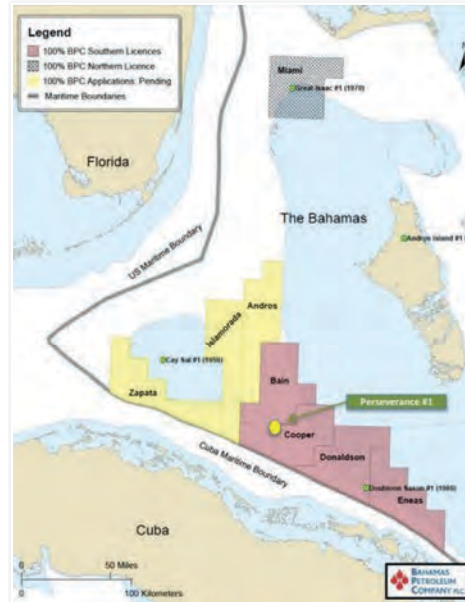 Legend
100% BPC Southern Licences
100% BPC Northern Licence
100% BPC Applications: Pending
Maritime Boundaries
Miami
Great Isaac #1 (1970)
Florida
The Bahamas
US Maritime Boundary
Andros Island #1
Andros
Islamorada
Cay Sal #1
Bain
Zapata
Perseverance #1
Cooper
Donaldson
Doubloon Saxon #1
Eneas
Cuba Maritime Boundary
Cuba
0 50 Miles
0 100 Kilometers
BAHAMAS
PETROLEUM
COMPANY PLC